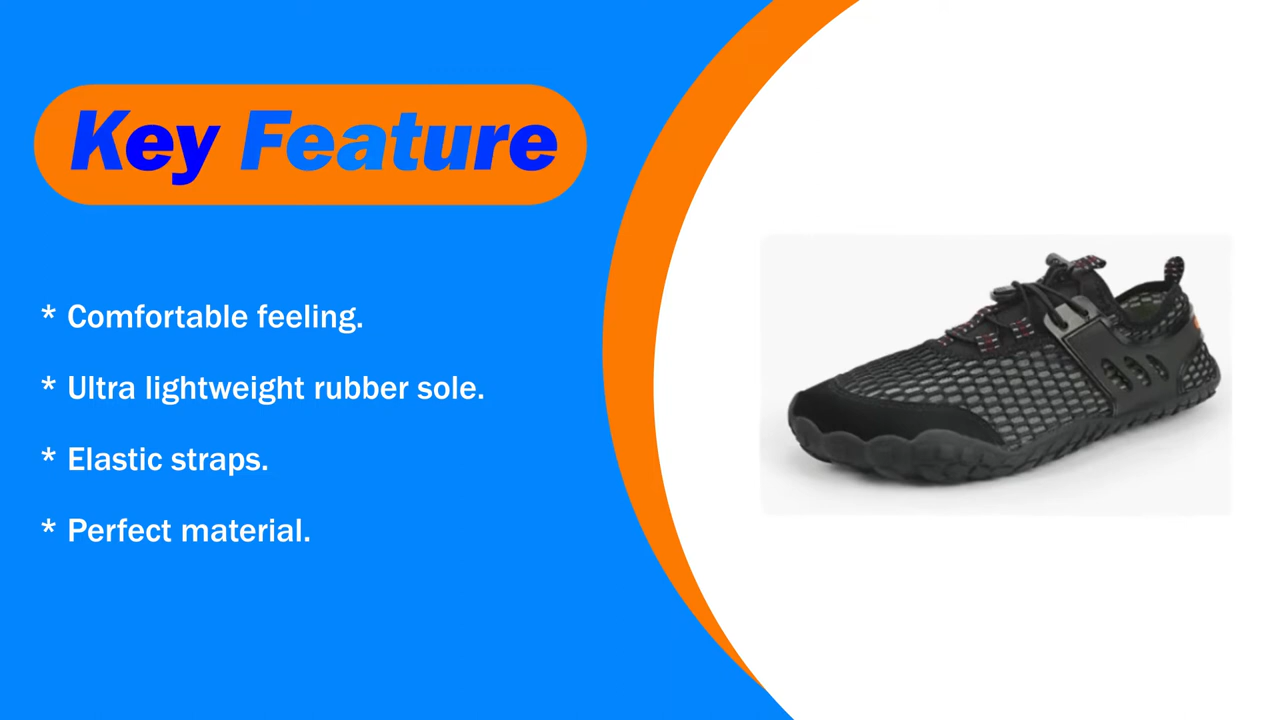 Key Feature
* Comfortable feeling.
* Ultra lightweight rubber sole.
* Elastic straps.
* Perfect material.